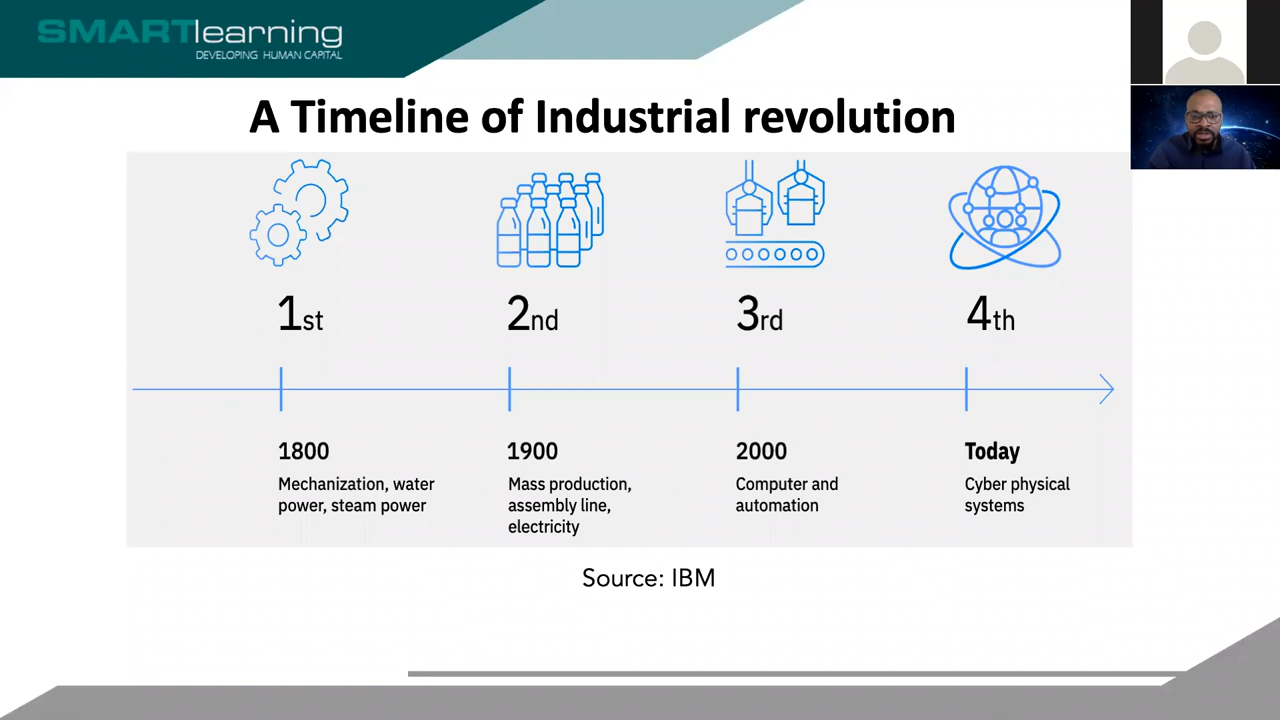 SMARTlearning
DEVELOPING HUMAN CAPITAL
A Timeline of Industrial revolution
1st
2nd
3rd
4th
1800
Mechanization, water
power, steam power
1900
Mass production,
assembly line,
electricity
2000
Computer and
automation
Today
Cyber physical
systems
Source: IBM